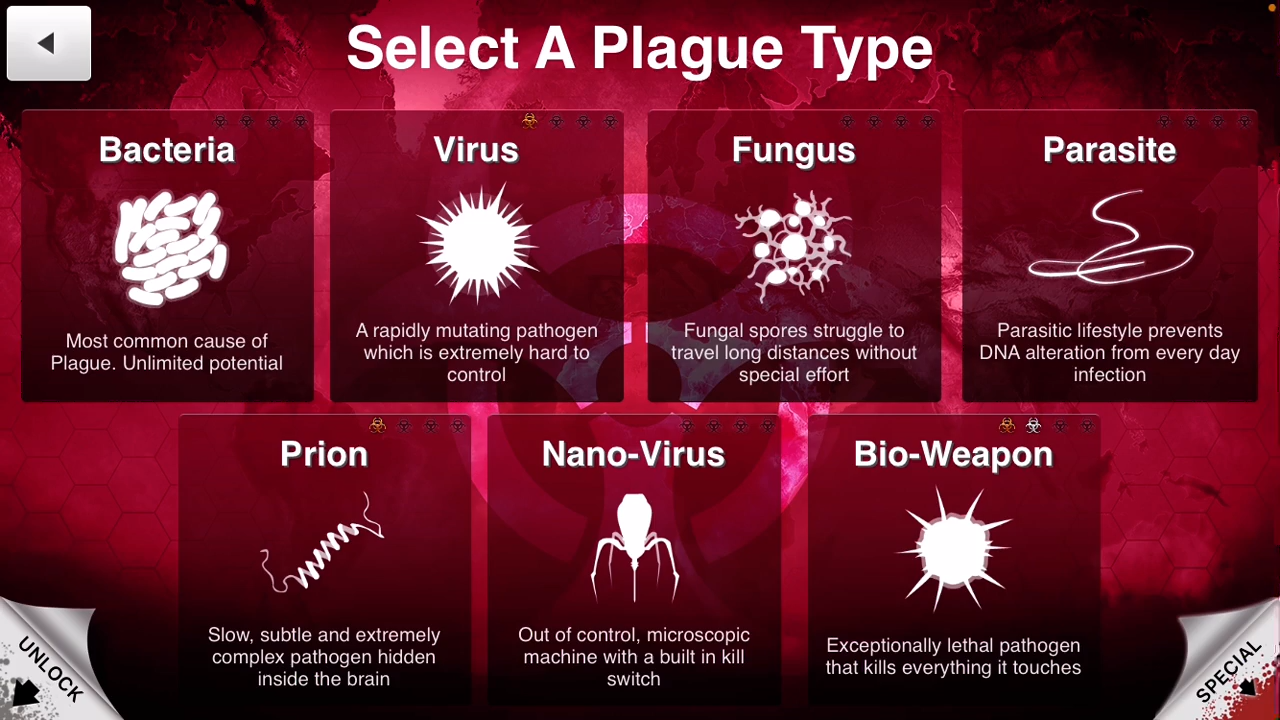 Select A Plague Type
Bacteria
Most common cause of
Plague. Unlimited potential
Virus
A rapidly mutating pathogen
which is extremely hard to
control
Fungus
Fungal spores struggle to
travel long distances without
special effort
Parasite
Parasitic lifestyle prevents
DNA alteration from every day
infection
Prion
Slow, subtle and extremely
complex pathogen hidden
inside the brain
Nano-Virus
Out of control, microscopic
machine with a built in kill
switch
Bio-Weapon
Exceptionally lethal pathogen
that kills everything it touches
UNLOCK
SPECIAL